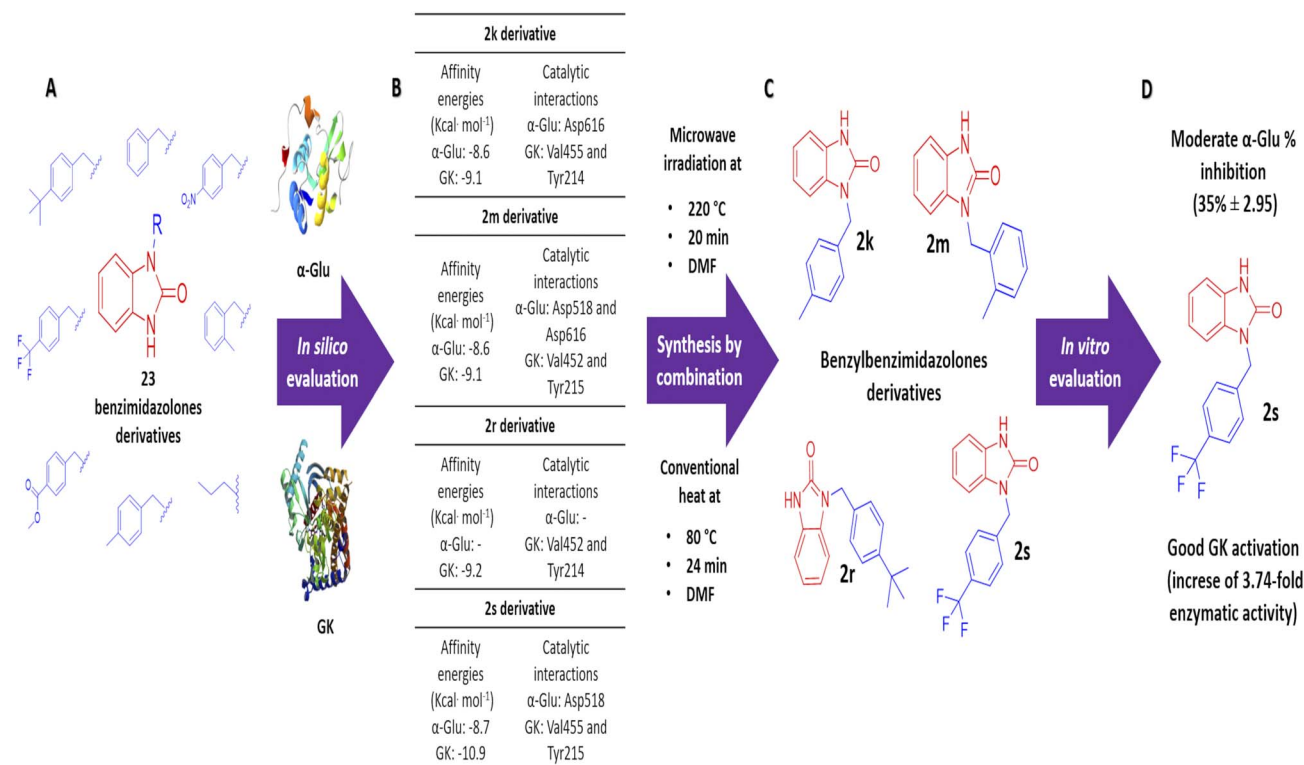 A
O₂N
R
N
O
N
H
F
F
F
O
O
23
benzimidazolones
derivatives
α-Glu
In silico
evaluation
GK
B
2k derivative
Affinity
energies
(Kcal· mol⁻¹)
α-Glu: -8.6
GK: -9.1
Catalytic
interactions
α-Glu: Asp616
GK: Val455 and
Tyr214
2m derivative
Affinity
energies
(Kcal· mol⁻¹)
α-Glu: -8.6
GK: -9.1
Catalytic
interactions
α-Glu: Asp518 and
Asp616
GK: Val452 and
Tyr215
2r derivative
Affinity
energies
(Kcal· mol⁻¹)
α-Glu: -
GK: -9.2
Catalytic
interactions
α-Glu: -
GK: Val452 and
Tyr214
2s derivative
Affinity
energies
(Kcal· mol⁻¹)
α-Glu: -8.7
GK: -10.9
Catalytic
interactions
α-Glu: Asp518
GK: Val455 and
Tyr215
Microwave
irradiation at
• 220 °C
• 20 min
• DMF
Synthesis by
combination
Conventional
heat at
• 80 °C
• 24 min
• DMF
C
H
N
O
N
2k
H
N
O
N
2m
Benzylbenzimidazolones
derivatives
O
HN
N
2r
H
N
O
N
2s
F
F
F
In vitro
evaluation
D
Moderate α-Glu %
inhibition
(35% ± 2.95)
H
N
O
N
2s
F
F
F
Good GK activation
(increse of 3.74-fold
enzymatic activity)